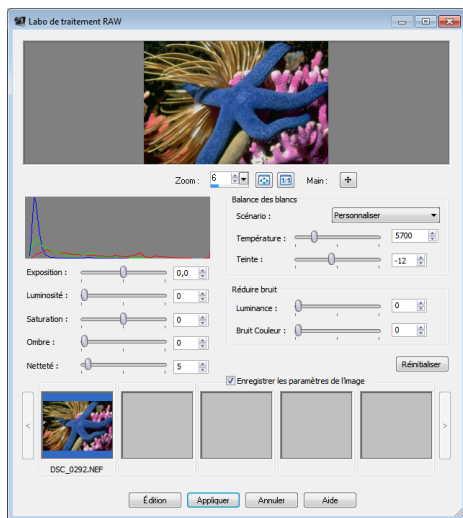 Labo de traitement RAW
Zoom : 6 1:1 Main :
Balance des blancs
Scénario : Personnaliser
Température : 5700
Teinte : -12
Exposition : 0,0
Luminosité : 0
Saturation : 0
Ombre : 0
Netteté : 5
Réduire bruit
Luminance : 0
Bruit Couleur : 0
Réinitialiser
Enregistrer les paramètres de l'image
DSC_0292.NEF
Édition Appliquer Annuler Aide